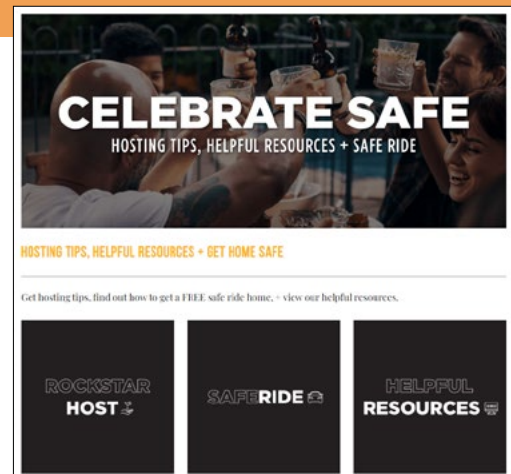 CELEBRATE SAFE
HOSTING TIPS, HELPFUL RESOURCES + SAFE RIDE
HOSTING TIPS, HELPFUL RESOURCES + GET HOME SAFE
Get hosting tips, find out how to get a FREE safe ride home, + view our helpful resources.
ROCKSTAR
HOST
SAFERIDE
HELPFUL
RESOURCES